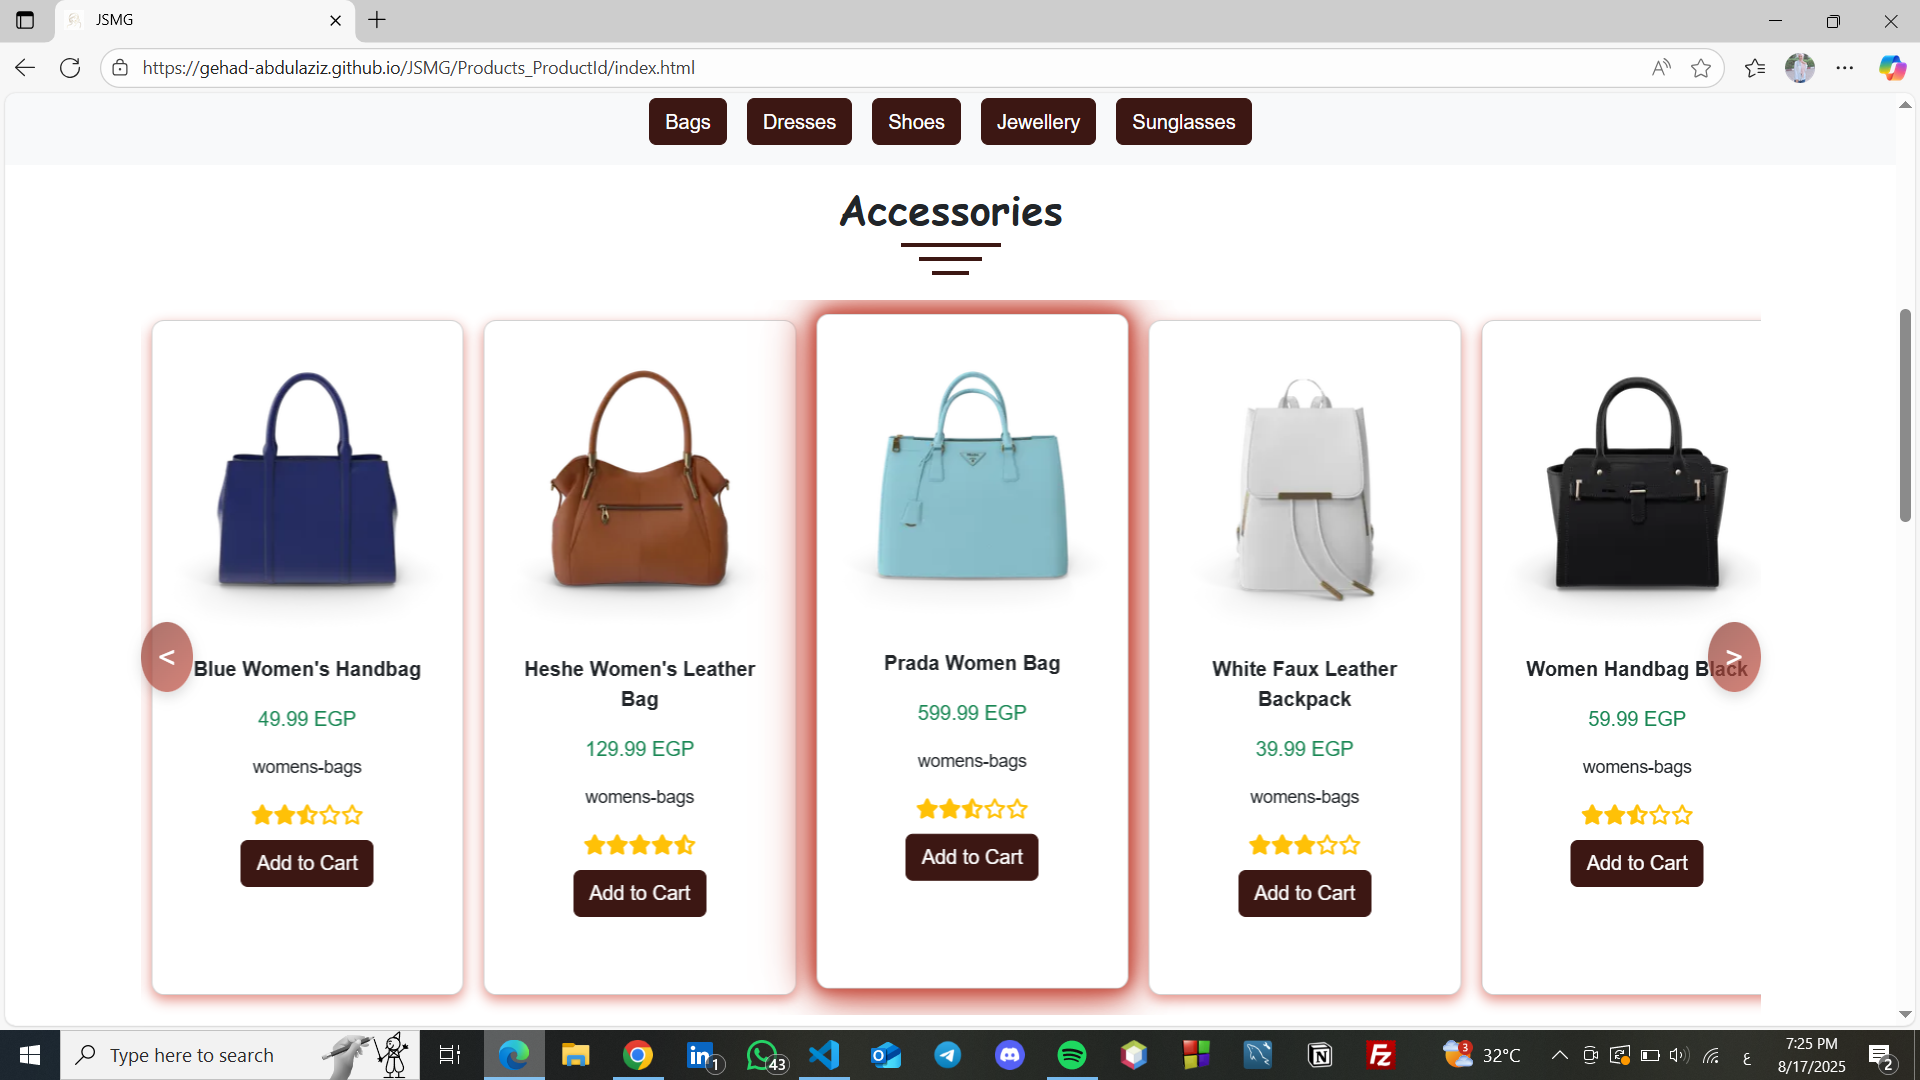 JSMG
https://gehad-abdulaziz.github.io/JSMG/Products_ProductId/index.html
Bags Dresses Shoes Jewellery Sunglasses
Accessories
< >
Blue Women's Handbag
49.99 EGP
womens-bags
Add to Cart
Heshe Women's Leather
Bag
129.99 EGP
womens-bags
Add to Cart
Prada Women Bag
599.99 EGP
womens-bags
Add to Cart
White Faux Leather
Backpack
39.99 EGP
womens-bags
Add to Cart
Women Handbag Black
59.99 EGP
womens-bags
Add to Cart
Type here to search
1
43
3
32°C
ع
7:25 PM
8/17/2025
2